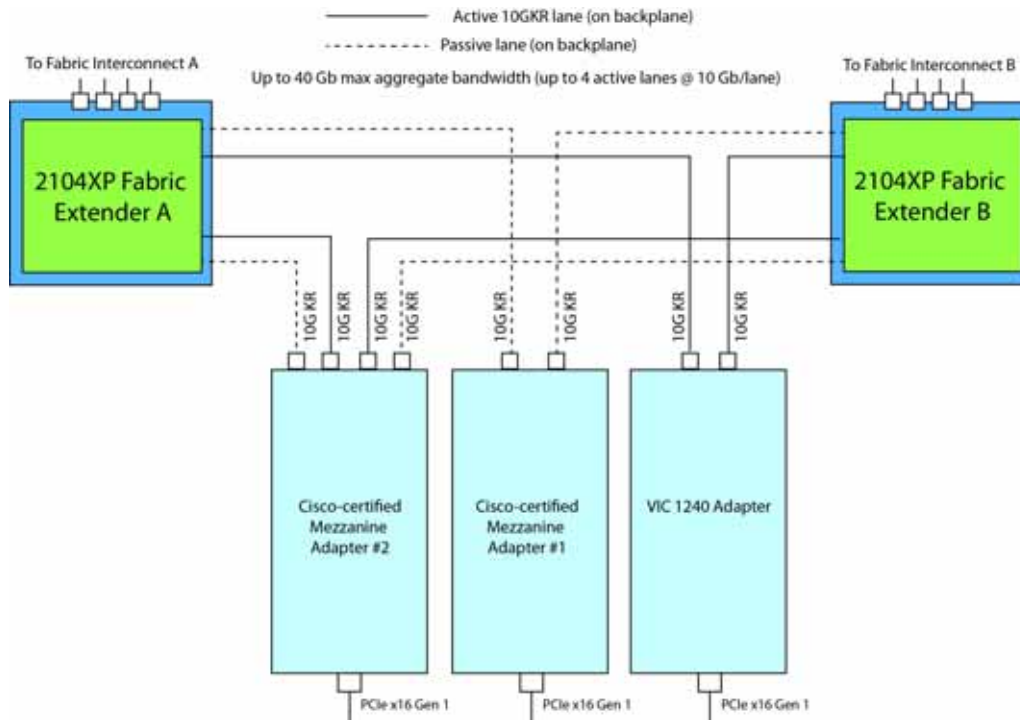 Active 10GKR lane (on backplane)
Passive lane (on backplane)
Up to 40 Gb max aggregate bandwidth (up to 4 active lanes @ 10 Gb/lane)
To Fabric Interconnect A
To Fabric Interconnect B
2104XP Fabric
Extender A
2104XP Fabric
Extender B
10G KR
10G KR
10G KR
10G KR
10G KR
10G KR
10G KR
10G KR
Cisco-certified
Mezzanine
Adapter #2
Cisco-certified
Mezzanine
Adapter #1
VIC 1240 Adapter
PCIe x16 Gen 1
PCIe x16 Gen 1
PCIe x16 Gen 1